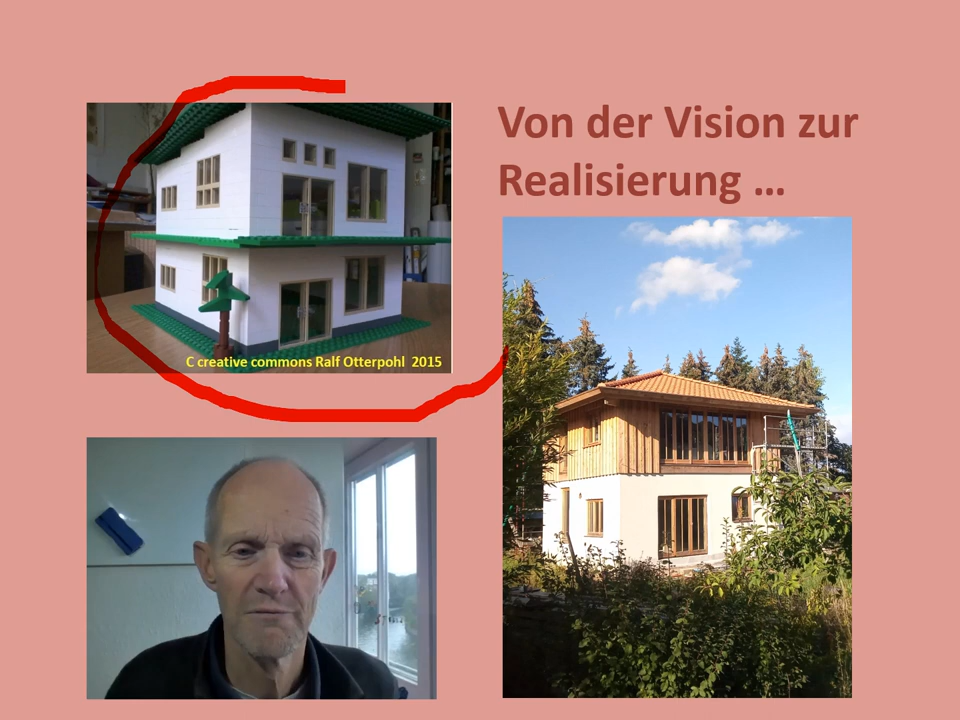 Von der Vision zur
Realisierung ...
C creative commons Ralf Otterpohl 2015